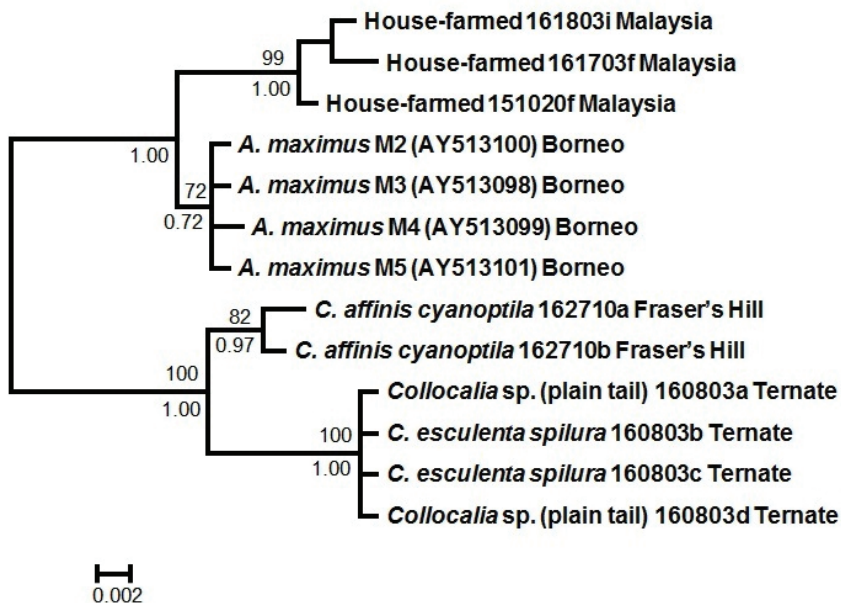 House-farmed 161803i Malaysia
99
House-farmed 161703f Malaysia
1.00
House-farmed 151020f Malaysia
1.00
A. maximus M2 (AY513100) Borneo
72
A. maximus M3 (AY513098) Borneo
0.72
A. maximus M4 (AY513099) Borneo
A. maximus M5 (AY513101) Borneo
82
C. affinis cyanoptila 162710a Fraser's Hill
0.97
C. affinis cyanoptila 162710b Fraser's Hill
100
1.00
Collocalia sp. (plain tail) 160803a Ternate
100
C. esculenta spilura 160803b Ternate
1.00
C. esculenta spilura 160803c Ternate
Collocalia sp. (plain tail) 160803d Ternate
0.002